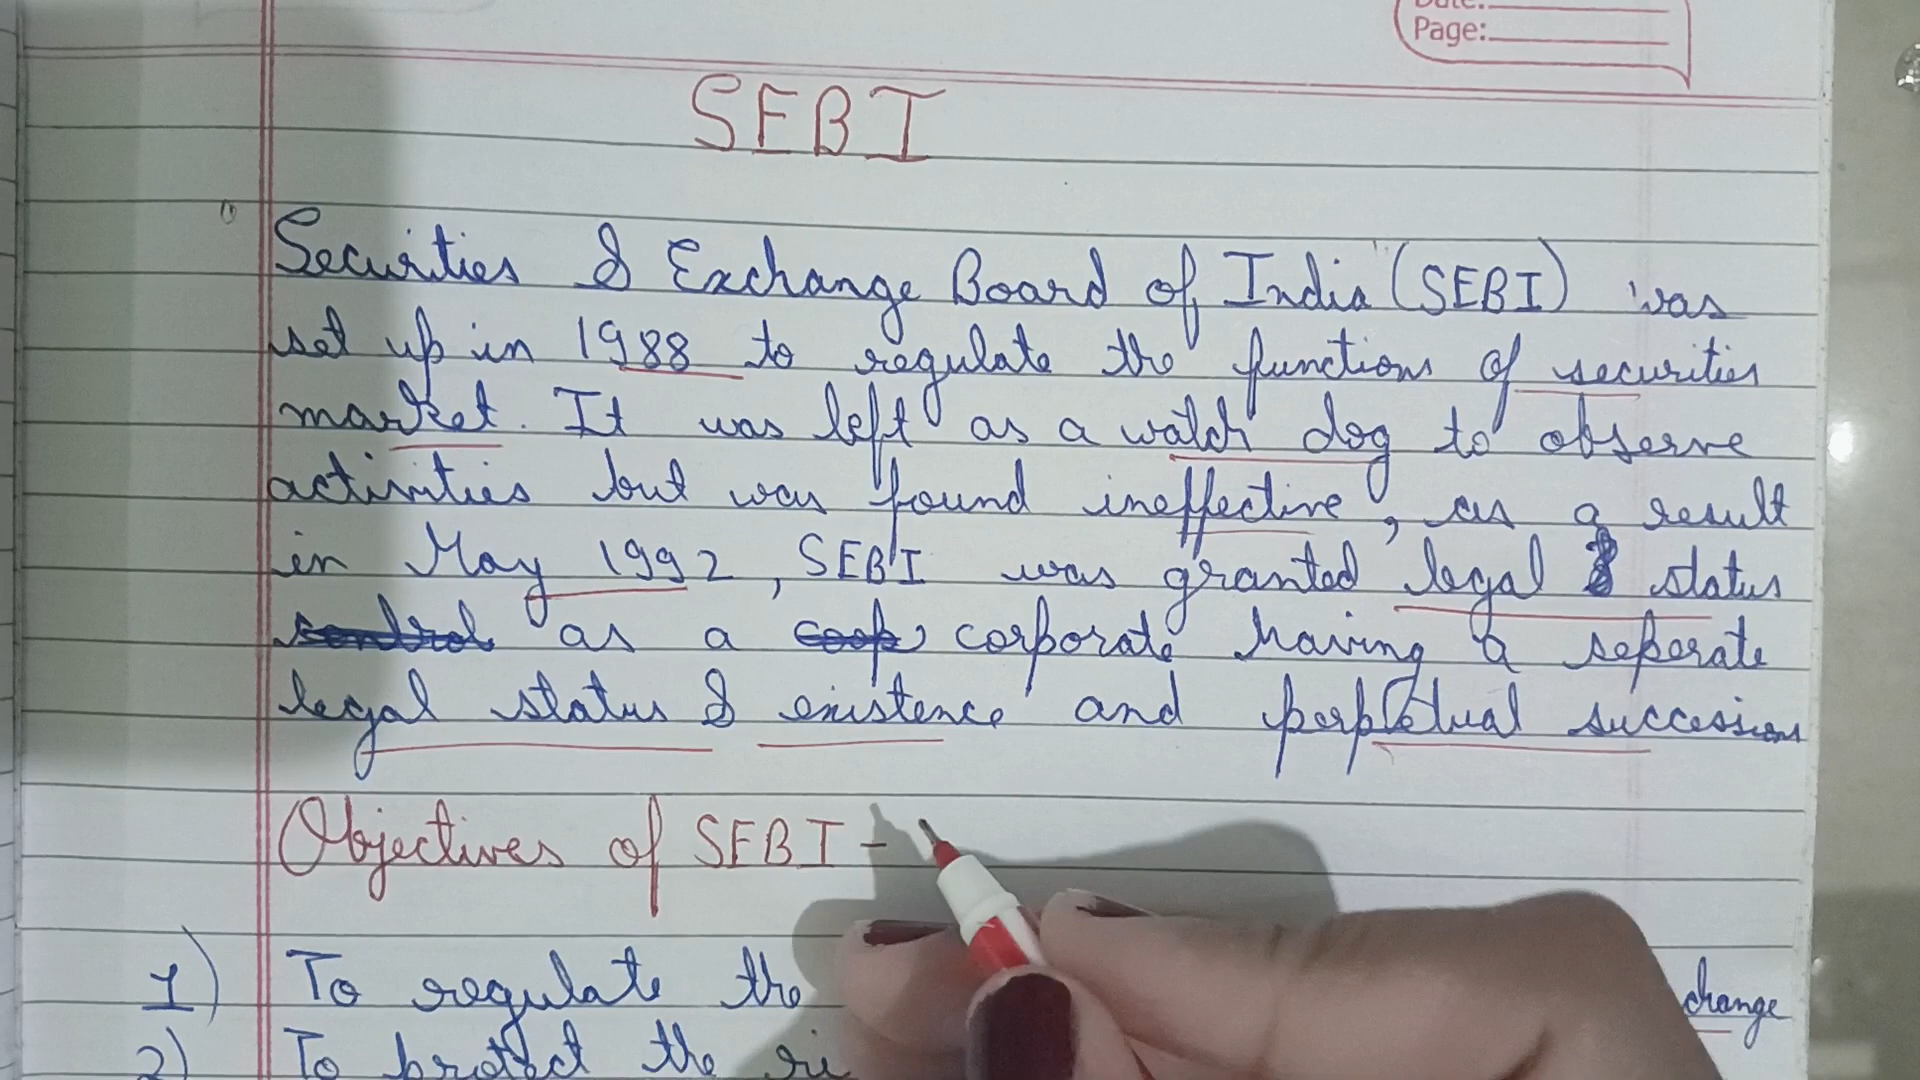 Date:
Page:
SEBI
Securities & Exchange Board of India (SEBI) was
set up in 1988 to regulate the functions of securities
market. It was left as a watch dog to observe
activities but was found ineffective, as a result
in May 1992, SEBI was granted legal status
as a corporate having a seperate
legal status & existence and perpetual succession
Objectives of SEBI -
1) To regulate the change
2) To protect the ri